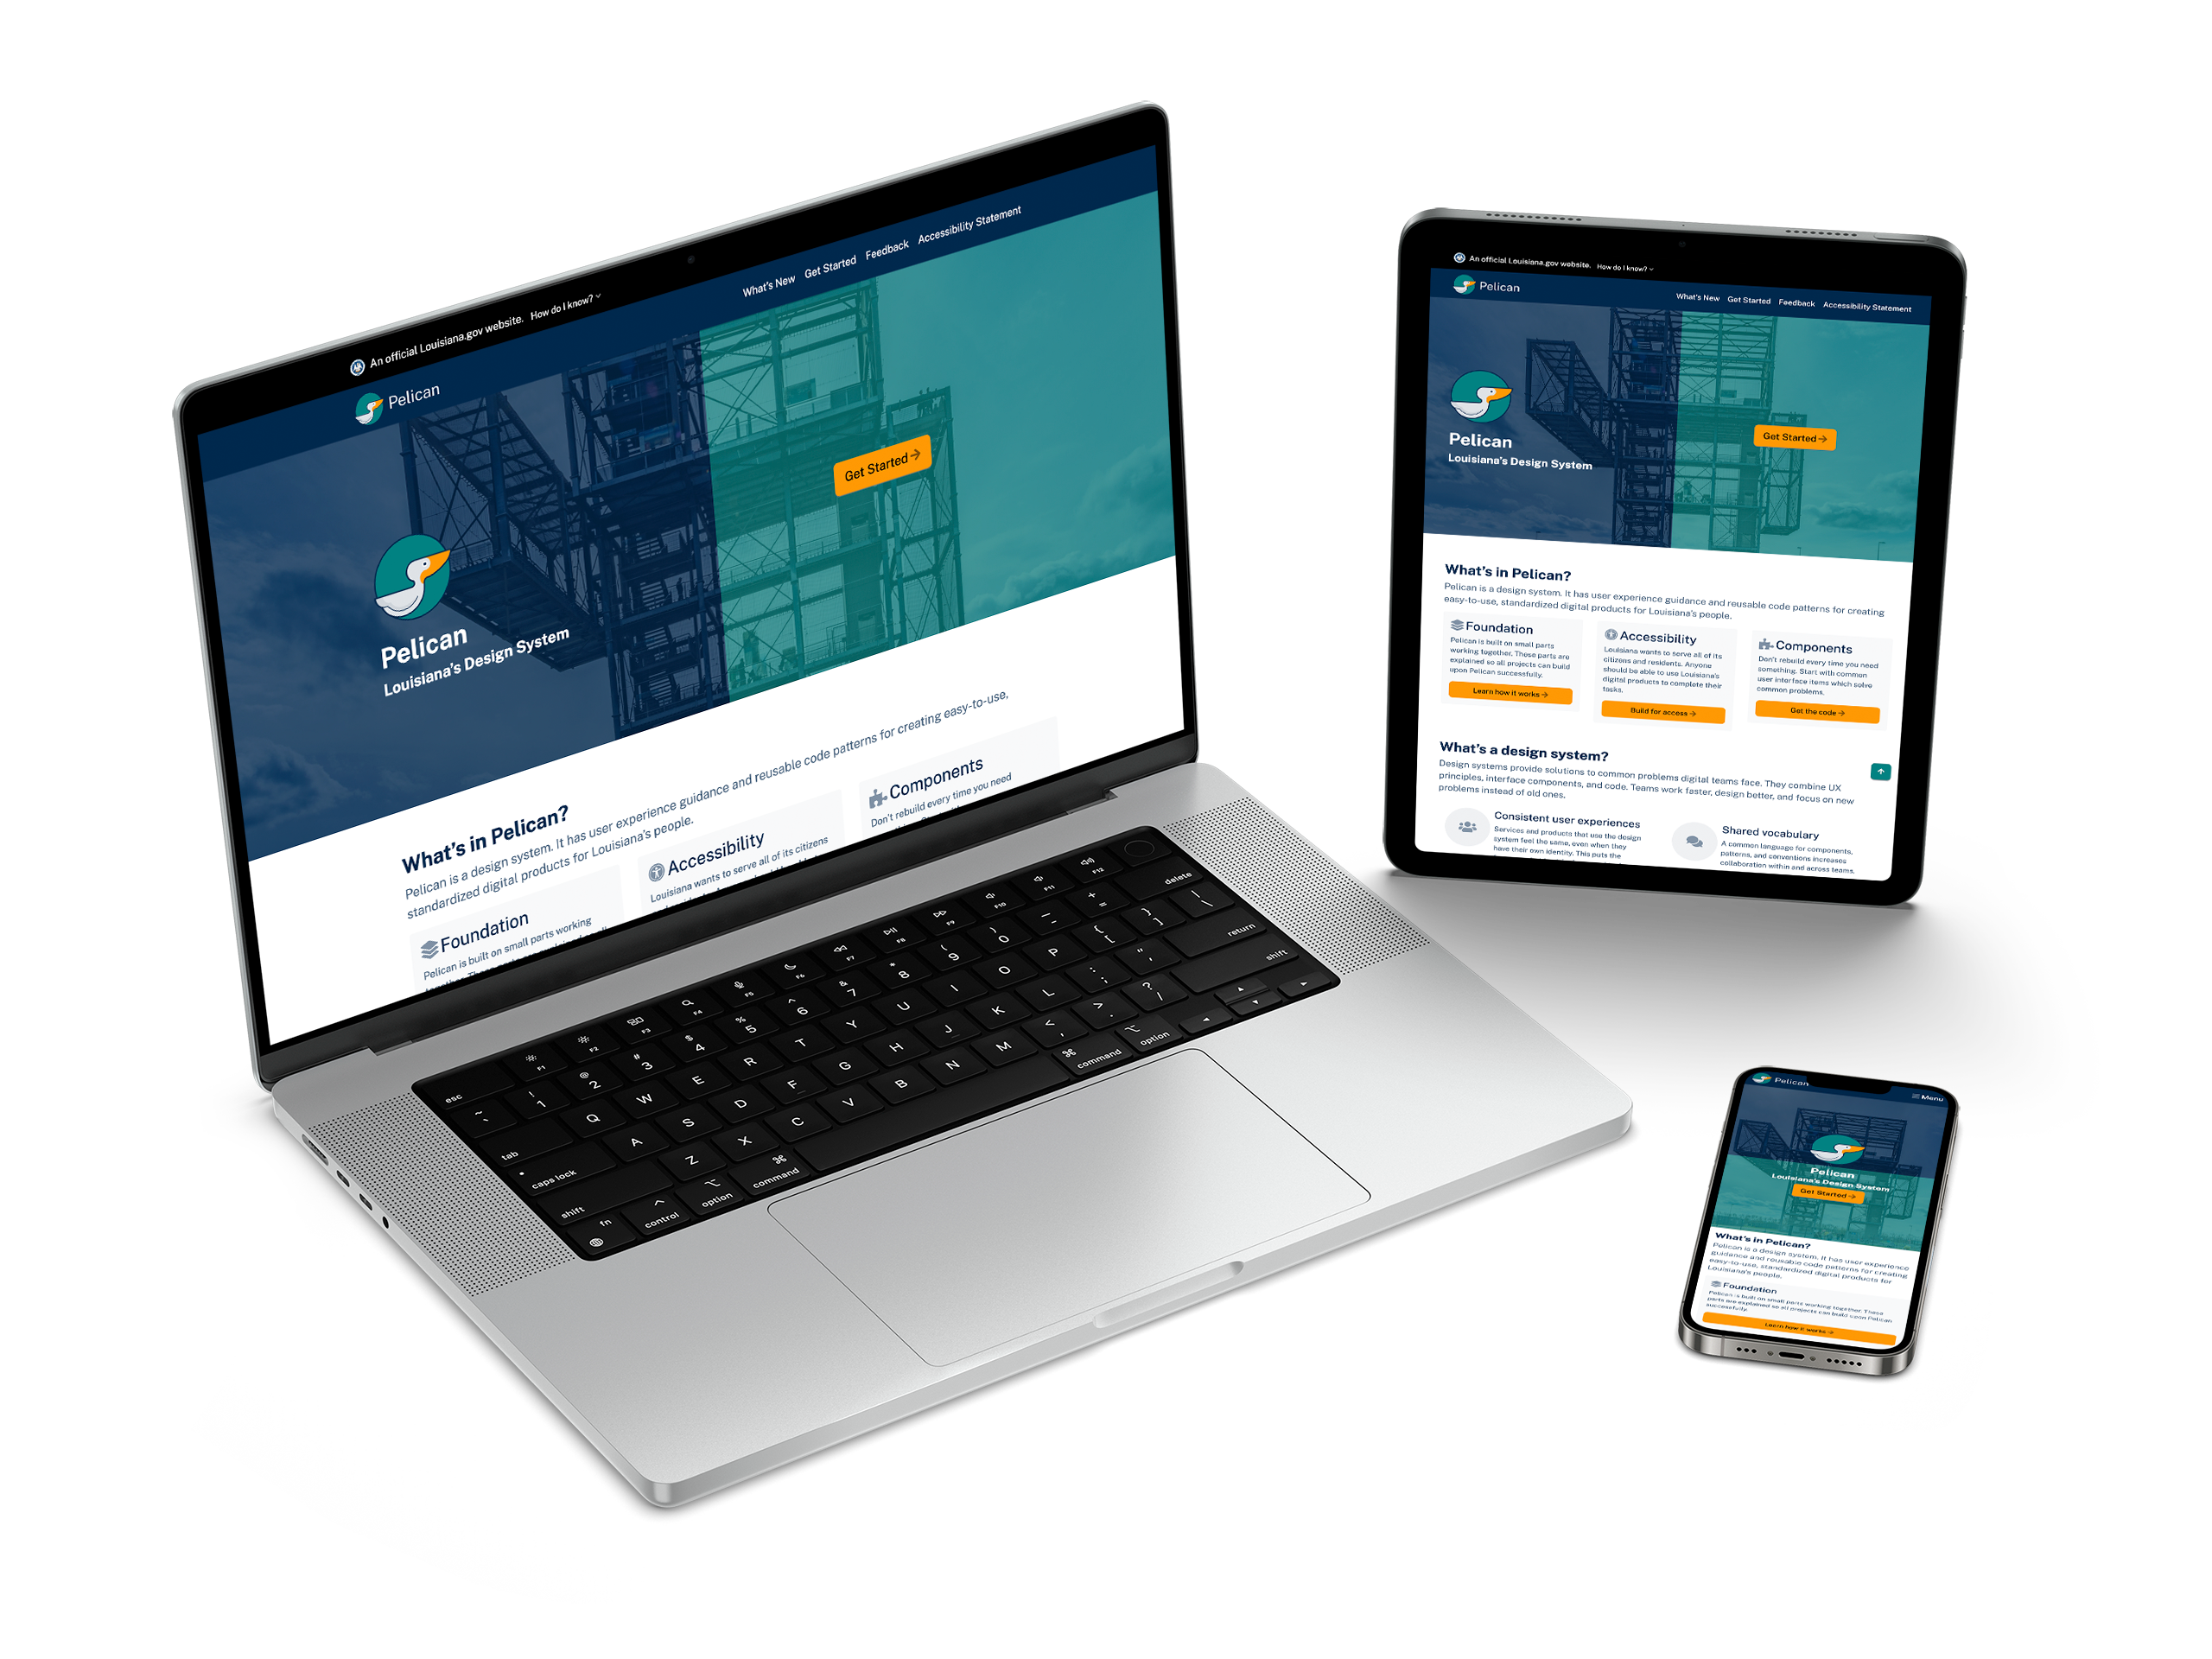 An official Louisiana.gov website. How do I know?
Pelican
What's New Get Started Feedback Accessibility Statement
Pelican
Louisiana's Design System
Get Started
What's in Pelican?
Pelican is a design system. It has user experience guidance and reusable code patterns for creating easy-to-use,
standardized digital products for Louisiana's people.
Foundation
Pelican is built on small parts working
Accessibility
Louisiana wants to serve all of its citizens
Components
Don't rebuild every time you need
esc F1 F2 F3 F4 F5 F6 F7 F8 F9 F10 F11 F12
~ ` ! 1 @ 2 # 3 $ 4 % 5 ^ 6 & 7 * 8 ( 9 ) 0 _ - + = delete
tab Q W E R T Y U I O P { [ } ] | \
caps lock A S D F G H J K L : ; " ' return
shift Z X C V B N M < , > . ? / shift
fn control option command command option
An official Louisiana.gov website. How do I know?
Pelican
What's New Get Started Feedback Accessibility Statement
Pelican
Louisiana's Design System
Get Started
What's in Pelican?
Pelican is a design system. It has user experience guidance and reusable code patterns for creating
easy-to-use, standardized digital products for Louisiana's people.
Foundation
Pelican is built on small parts
working together. These parts are
explained so all projects can build
upon Pelican successfully.
Learn how it works
Accessibility
Louisiana wants to serve all of its
citizens and residents. Anyone
should be able to use Louisiana's
digital products to complete their
tasks.
Build for access
Components
Don't rebuild every time you need
something. Start with common
user interface items which solve
common problems.
Get the code
What's a design system?
Design systems provide solutions to common problems digital teams face. They combine UX
principles, interface components, and code. Teams work faster, design better, and focus on new
problems instead of old ones.
Consistent user experiences
Services and products that use the design
system feel the same, even when they
have their own identity. This puts the
Shared vocabulary
A common language for components,
patterns, and conventions increases
collaboration within and across teams.
Pelican
Menu
Pelican
Louisiana's Design System
Get Started
What's in Pelican?
Pelican is a design system. It has user experience
guidance and reusable code patterns for creating
easy-to-use, standardized digital products for
Louisiana's people.
Foundation
Pelican is built on small parts working together. These
parts are explained so all projects can build upon Pelican
successfully.
Learn how it works